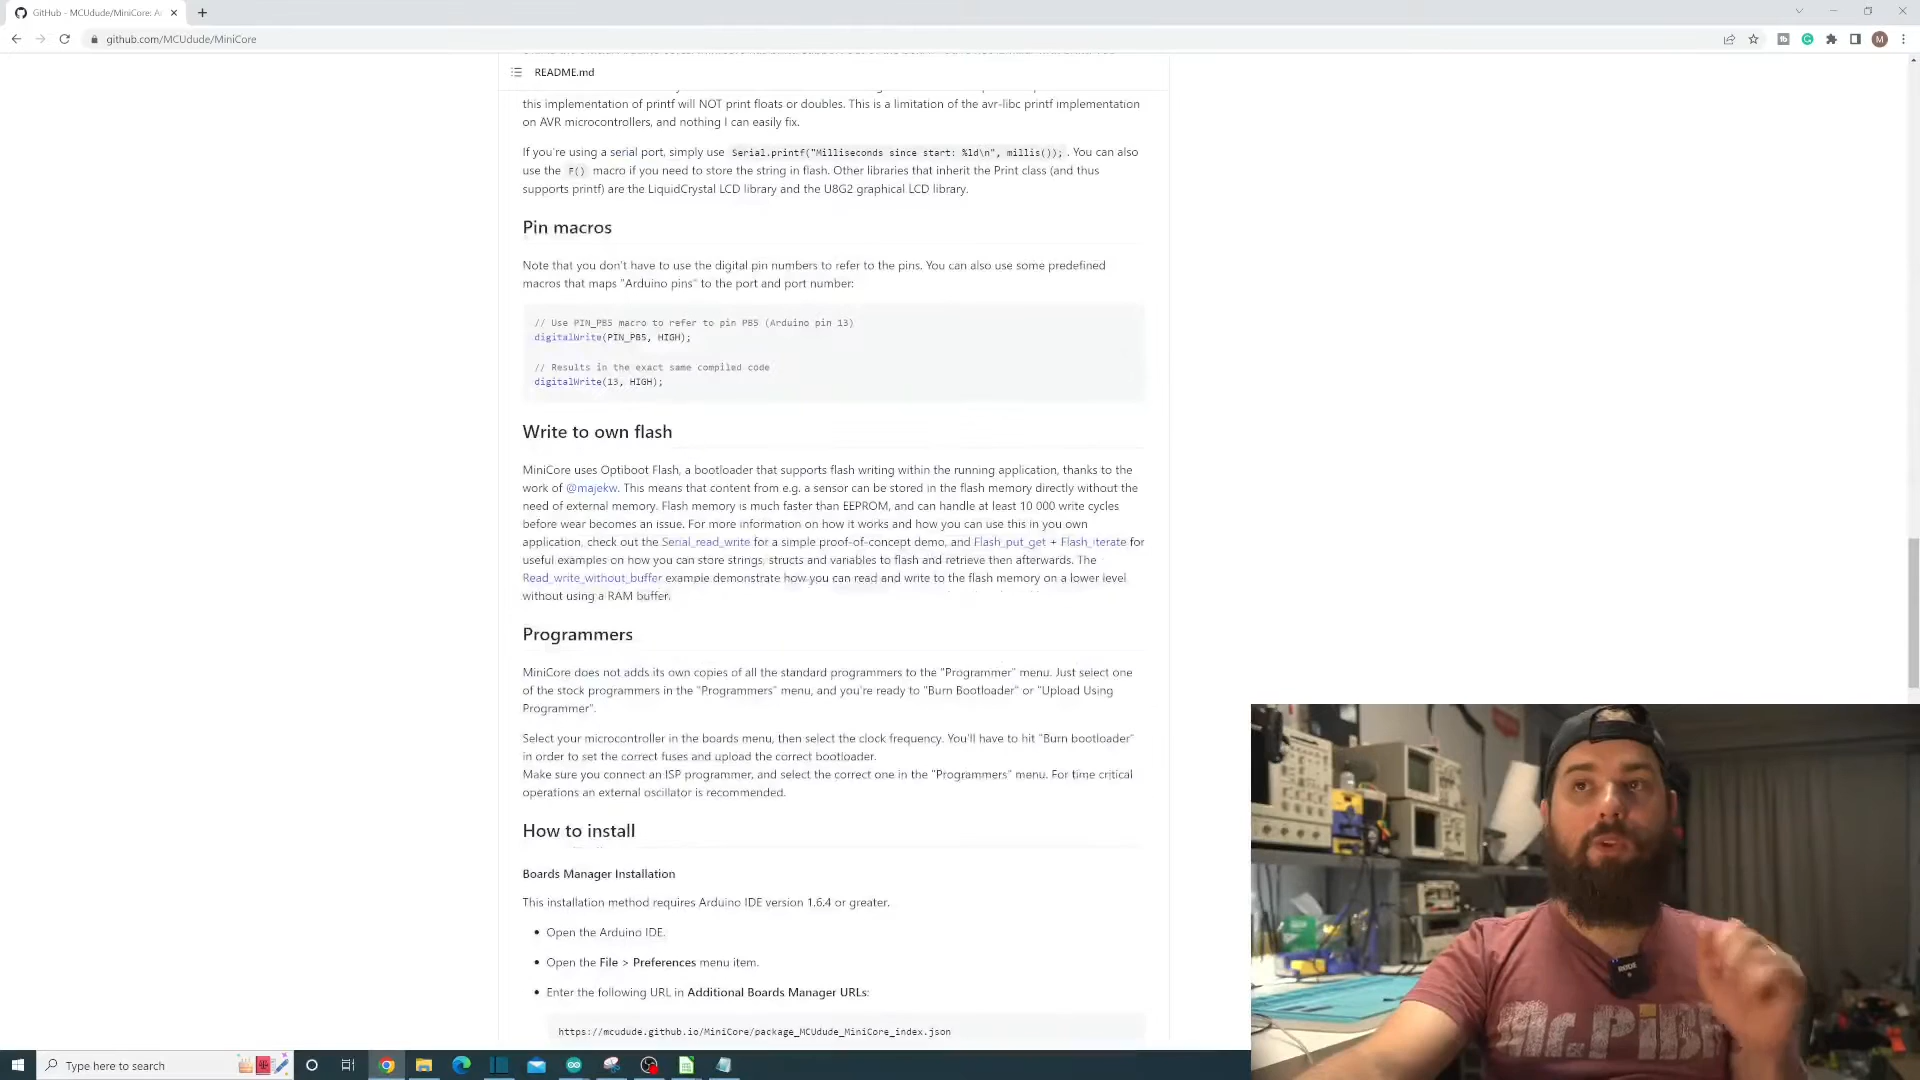 GitHub - MCUdude/MiniCore: A
github.com/MCUdude/MiniCore
M
README.md
this implementation of printf will NOT print floats or doubles. This is a limitation of the avr-libc printf implementation
on AVR microcontrollers, and nothing I can easily fix.
If you're using a serial port, simply use Serial.printf("Milliseconds since start: %ld\n", millis()); . You can also
use the F() macro if you need to store the string in flash. Other libraries that inherit the Print class (and thus
supports printf) are the LiquidCrystal LCD library and the U8G2 graphical LCD library.
Pin macros
Note that you don't have to use the digital pin numbers to refer to the pins. You can also use some predefined
macros that maps "Arduino pins" to the port and port number:
// Use PIN_PB5 macro to refer to pin PB5 (Arduino pin 13)
digitalWrite(PIN_PB5, HIGH);
// Results in the exact same compiled code
digitalWrite(13, HIGH);
Write to own flash
MiniCore uses Optiboot Flash, a bootloader that supports flash writing within the running application, thanks to the
work of @majekw. This means that content from e.g. a sensor can be stored in the flash memory directly without the
need of external memory. Flash memory is much faster than EEPROM, and can handle at least 10 000 write cycles
before wear becomes an issue. For more information on how it works and how you can use this in you own
application, check out the Serial_read_write for a simple proof-of-concept demo, and Flash_put_get + Flash_iterate for
useful examples on how you can store strings, structs and variables to flash and retrieve then afterwards. The
Read_write_without_buffer example demonstrate how you can read and write to the flash memory on a lower level
without using a RAM buffer.
Programmers
MiniCore does not adds its own copies of all the standard programmers to the "Programmer" menu. Just select one
of the stock programmers in the "Programmers" menu, and you're ready to "Burn Bootloader" or "Upload Using
Programmer".
Select your microcontroller in the boards menu, then select the clock frequency. You'll have to hit "Burn bootloader"
in order to set the correct fuses and upload the correct bootloader.
Make sure you connect an ISP programmer, and select the correct one in the "Programmers" menu. For time critical
operations an external oscillator is recommended.
How to install
Boards Manager Installation
This installation method requires Arduino IDE version 1.6.4 or greater.
Open the Arduino IDE.
Open the File > Preferences menu item.
Enter the following URL in Additional Boards Manager URLs:
https://mcudude.github.io/MiniCore/package_MCUdude_MiniCore_index.json
Type here to search
RODE